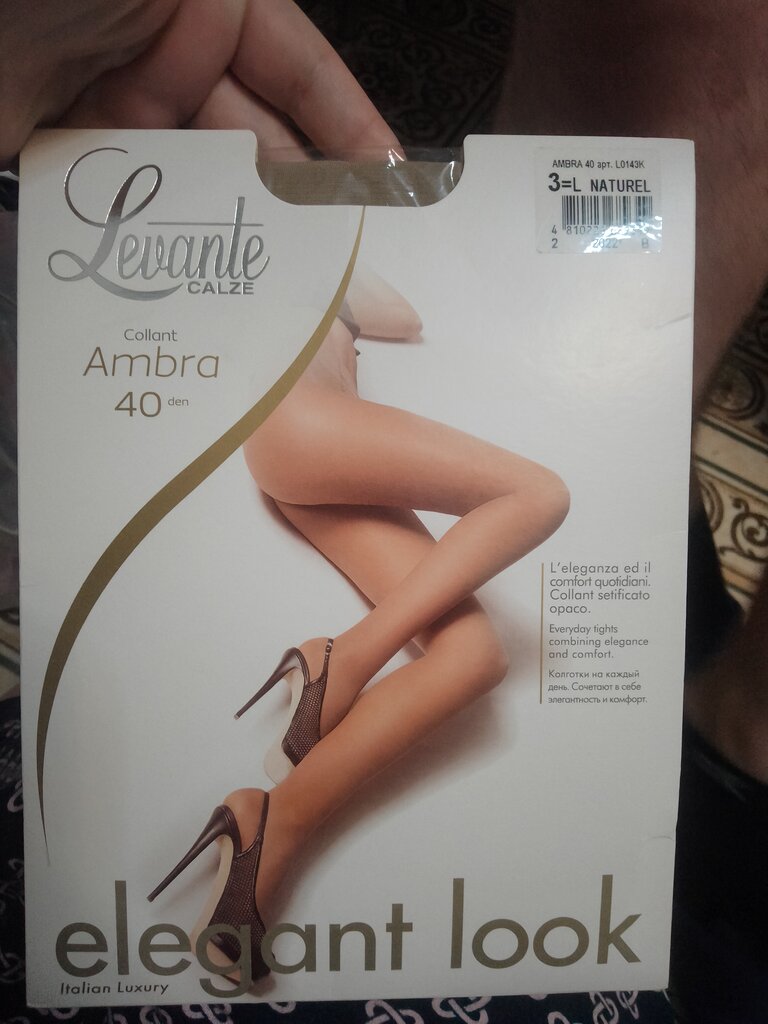 Levante
CALZE
Collant
Ambra
40 den
AMBRA 40 арт. L0143K
3=L NATUREL
L'eleganza ed il
comfort quotidiani.
Collant setificato
opaco.
Everyday tights
combining elegance
and comfort.
Колготки на каждый
день. Сочетают в себе
элегантность и комфорт.
elegant look
Italian Luxury